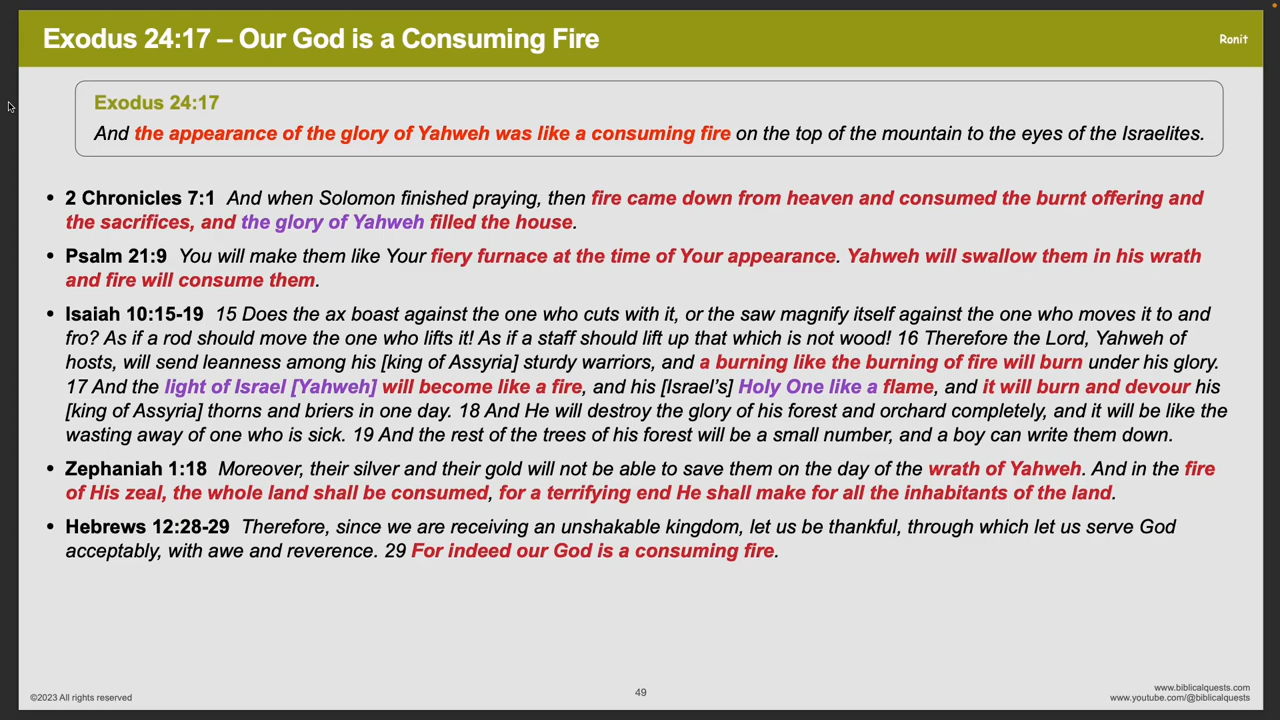 Exodus 24:17 – Our God is a Consuming Fire
Ronit
Exodus 24:17
And the appearance of the glory of Yahweh was like a consuming fire on the top of the mountain to the eyes of the Israelites.
• 2 Chronicles 7:1 And when Solomon finished praying, then fire came down from heaven and consumed the burnt offering and
the sacrifices, and the glory of Yahweh filled the house.
• Psalm 21:9 You will make them like Your fiery furnace at the time of Your appearance. Yahweh will swallow them in his wrath
and fire will consume them.
• Isaiah 10:15-19 15 Does the ax boast against the one who cuts with it, or the saw magnify itself against the one who moves it to and
fro? As if a rod should move the one who lifts it! As if a staff should lift up that which is not wood! 16 Therefore the Lord, Yahweh of
hosts, will send leanness among his [king of Assyria] sturdy warriors, and a burning like the burning of fire will burn under his glory.
17 And the light of Israel [Yahweh] will become like a fire, and his [Israel's] Holy One like a flame, and it will burn and devour his
[king of Assyria] thorns and briers in one day. 18 And He will destroy the glory of his forest and orchard completely, and it will be like the
wasting away of one who is sick. 19 And the rest of the trees of his forest will be a small number, and a boy can write them down.
• Zephaniah 1:18 Moreover, their silver and their gold will not be able to save them on the day of the wrath of Yahweh. And in the fire
of His zeal, the whole land shall be consumed, for a terrifying end He shall make for all the inhabitants of the land.
• Hebrews 12:28-29 Therefore, since we are receiving an unshakable kingdom, let us be thankful, through which let us serve God
acceptably, with awe and reverence. 29 For indeed our God is a consuming fire.
©2023 All rights reserved
49
www.biblicalquests.com
www.youtube.com/@biblicalquests